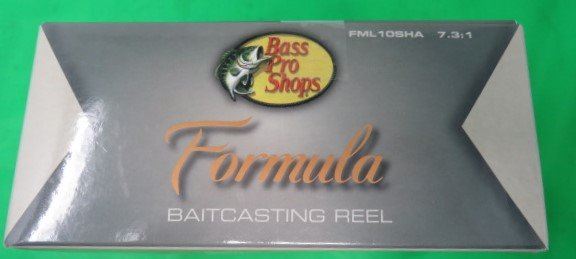 FML10SHA 7.3:1
Bass
Pro
Shops
Formula
BAITCASTING REEL